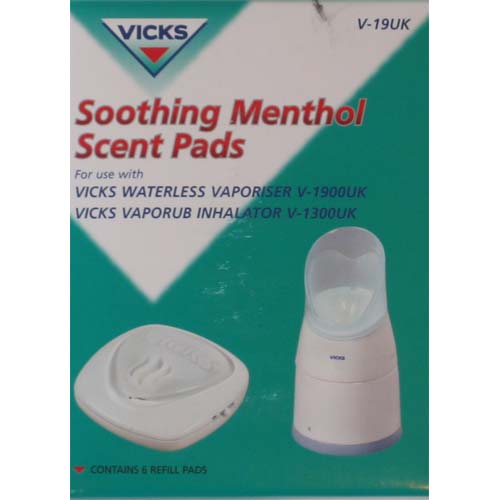 VICKS
V-19UK
Soothing Menthol
Scent Pads
For use with
VICKS WATERLESS VAPORISER V-1900UK
VICKS VAPORUB INHALATOR V-1300UK
VICKS
VICKS
CONTAINS 6 REFILL PADS